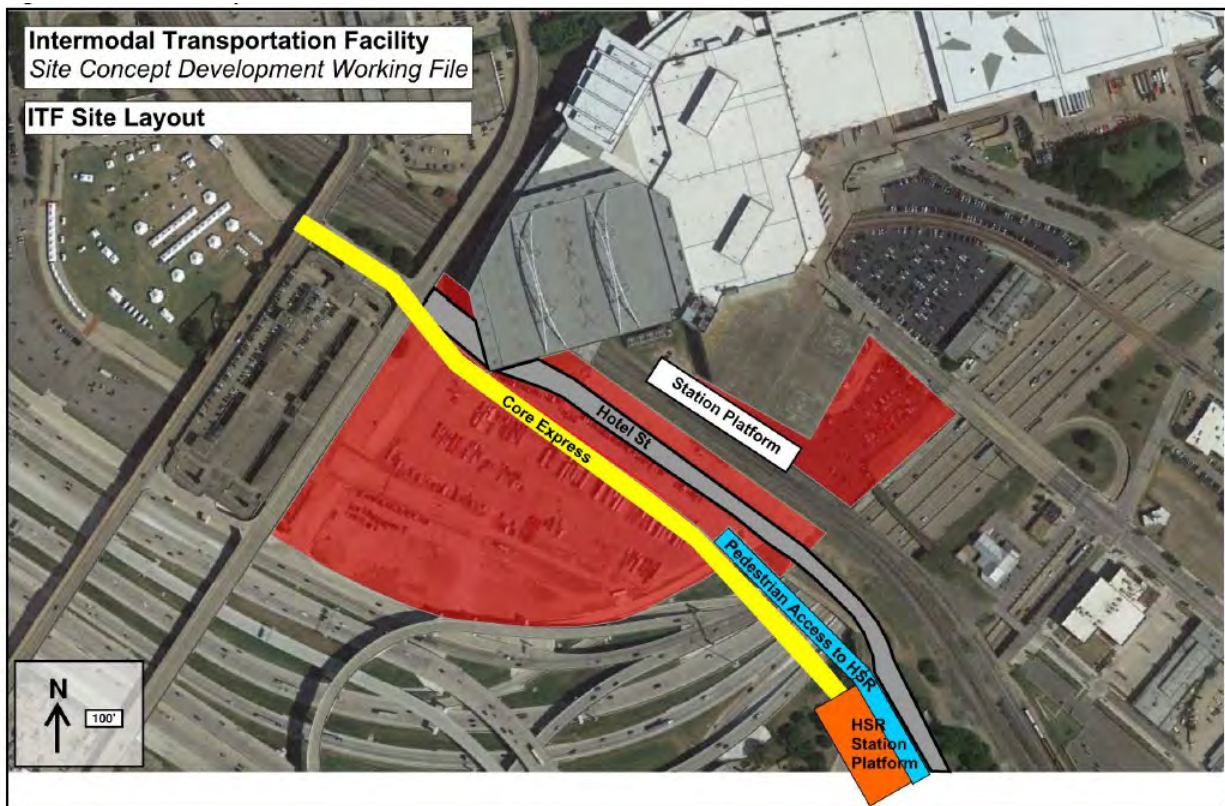 Intermodal Transportation Facility
Site Concept Development Working File
ITF Site Layout
Station Platform
Hotel St
Core Express
Pedestrian Access to HSR
N
100'
HSR
Station
Platform